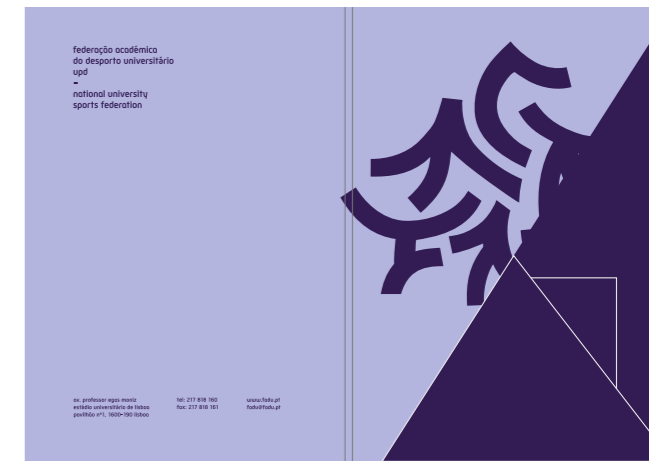 federação académica
do desporto universitário
upd
-
national university
sports federation
av. professor egas moniz
estádio universitário de lisboa
pavilhão nº1, 1600-190 lisboa
tel: 217 818 160
fax: 217 818 161
www.fadu.pt
fadu@fadu.pt